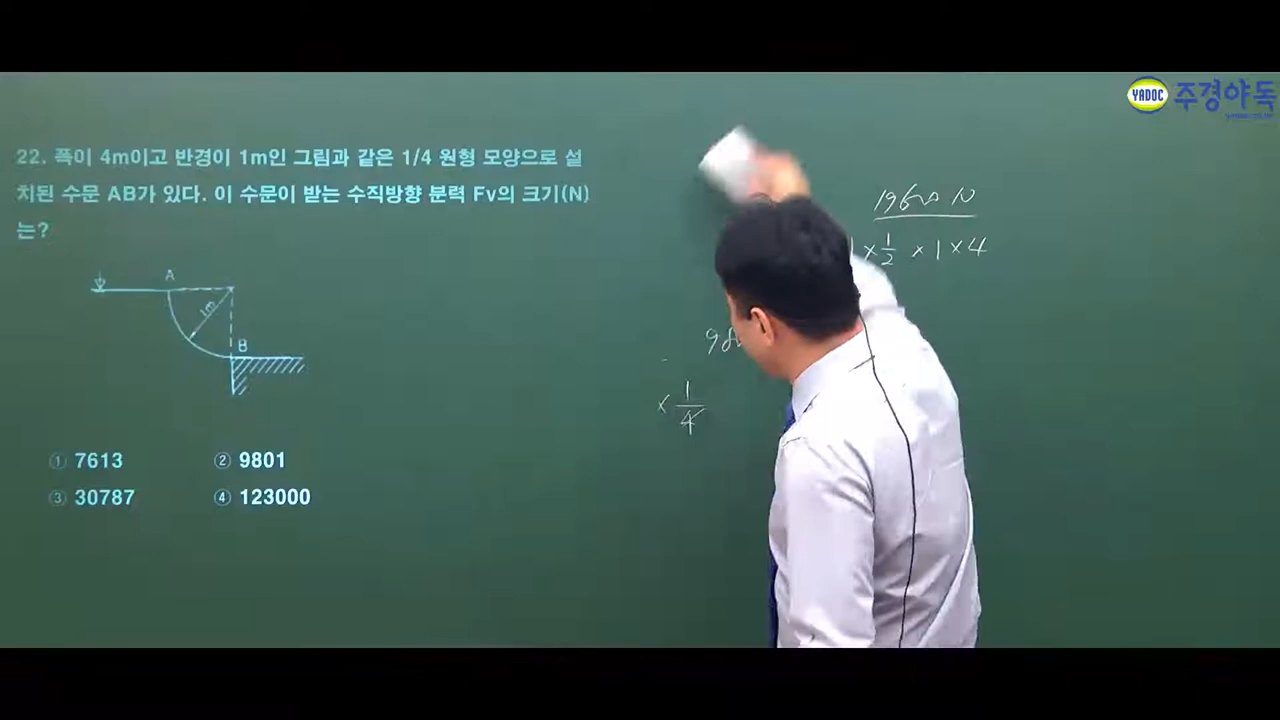 YADOC 주경야독
22. 폭이 4m이고 반경이 1m인 그림과 같은 1/4 원형 모양으로 설
치된 수문 AB가 있다. 이 수문이 받는 수직방향 분력 Fv의 크기(N)
는?
A
1m
B
① 7613
② 9801
③ 30787
④ 123000
19600 N
× 1/2 × 1 × 4
98
× 1/4